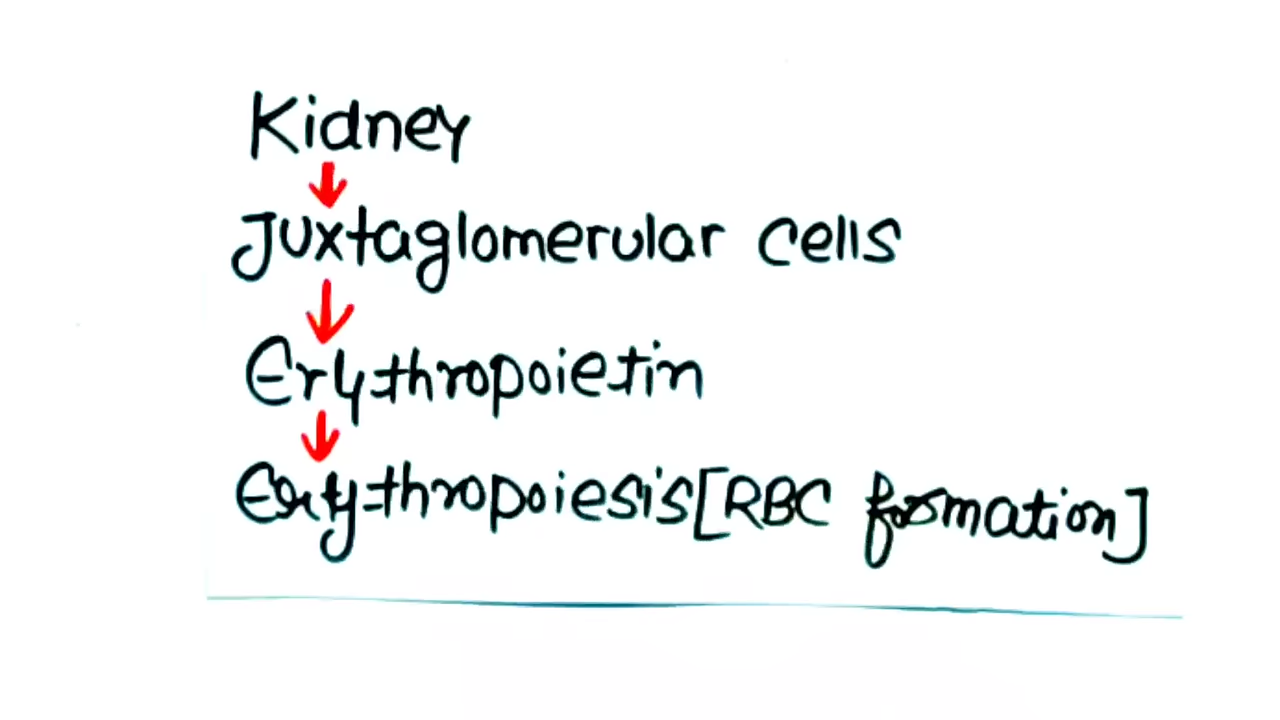 Kidney
Juxtaglomerular cells
Erythropoietin
Erythropoiesis[RBC formation]